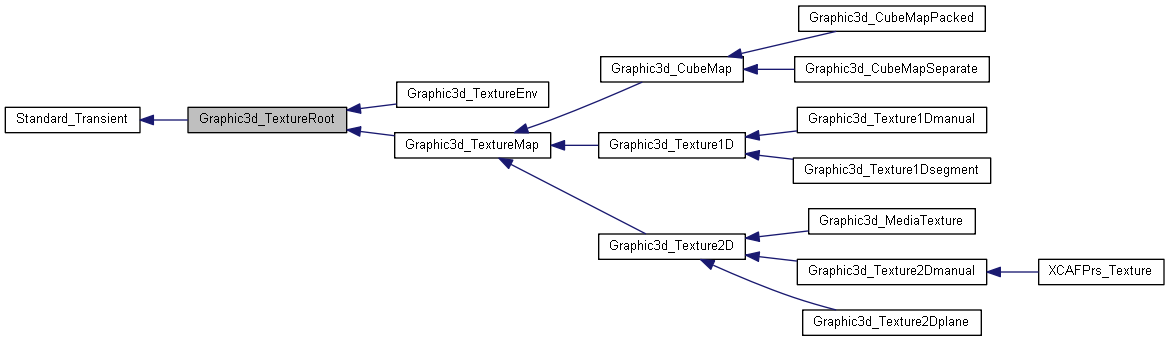 Graphic3d_CubeMapPacked
Graphic3d_CubeMap
Graphic3d_CubeMapSeparate
Graphic3d_TextureEnv
Standard_Transient
Graphic3d_TextureRoot
Graphic3d_Texture1Dmanual
Graphic3d_TextureMap
Graphic3d_Texture1D
Graphic3d_Texture1Dsegment
Graphic3d_MediaTexture
Graphic3d_Texture2D
Graphic3d_Texture2Dmanual
XCAFPrs_Texture
Graphic3d_Texture2Dplane